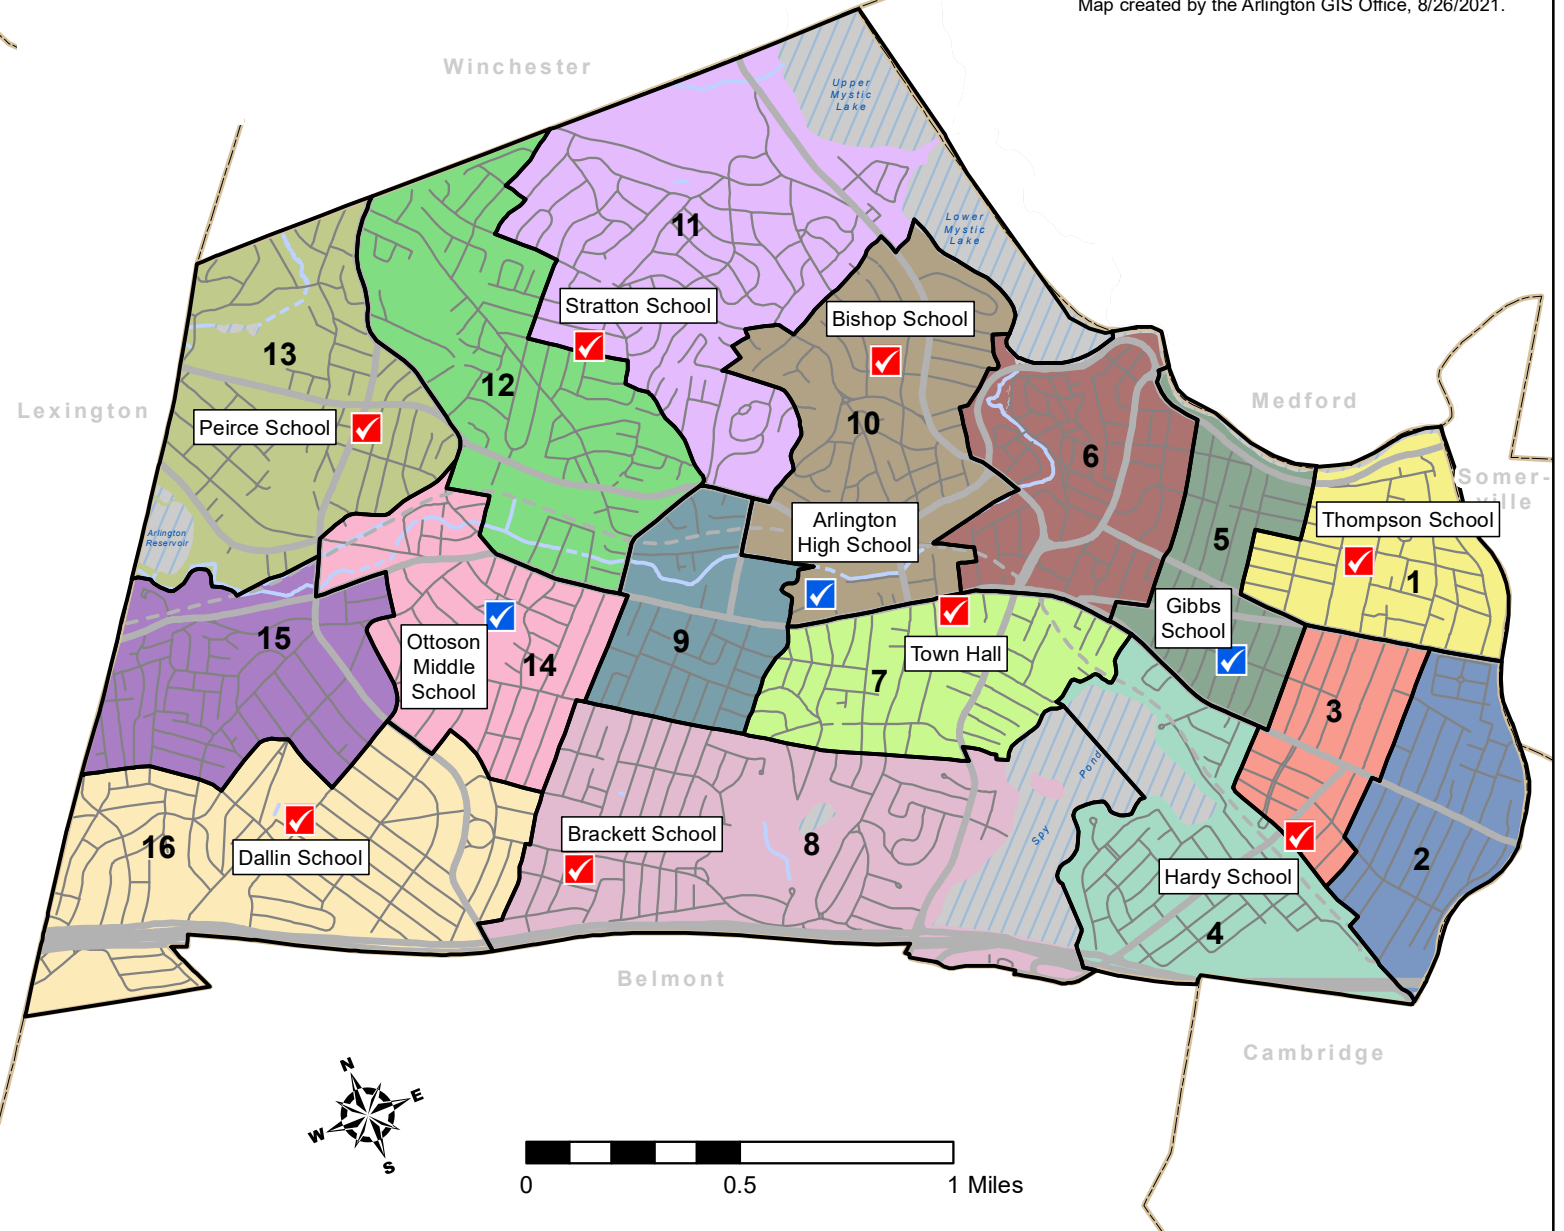 Map created by the Arlington GIS Office, 8/26/2021.
Winchester
Upper
Mystic
Lake
11
Lower
Mystic
Lake
Stratton School
Bishop School
13
12
Lexington
Medford
Peirce School
10
6
Somer-
ville
Arlington
High School
Thompson School
Arlington
Reservoir
5
1
Gibbs
School
15
Ottoson
Middle
School
14
9
7
Town Hall
3
Pond
Spy
Brackett School
8
16
Dallin School
2
Hardy School
4
Belmont
Cambridge
N
E
W
S
0
0.5
1 Miles